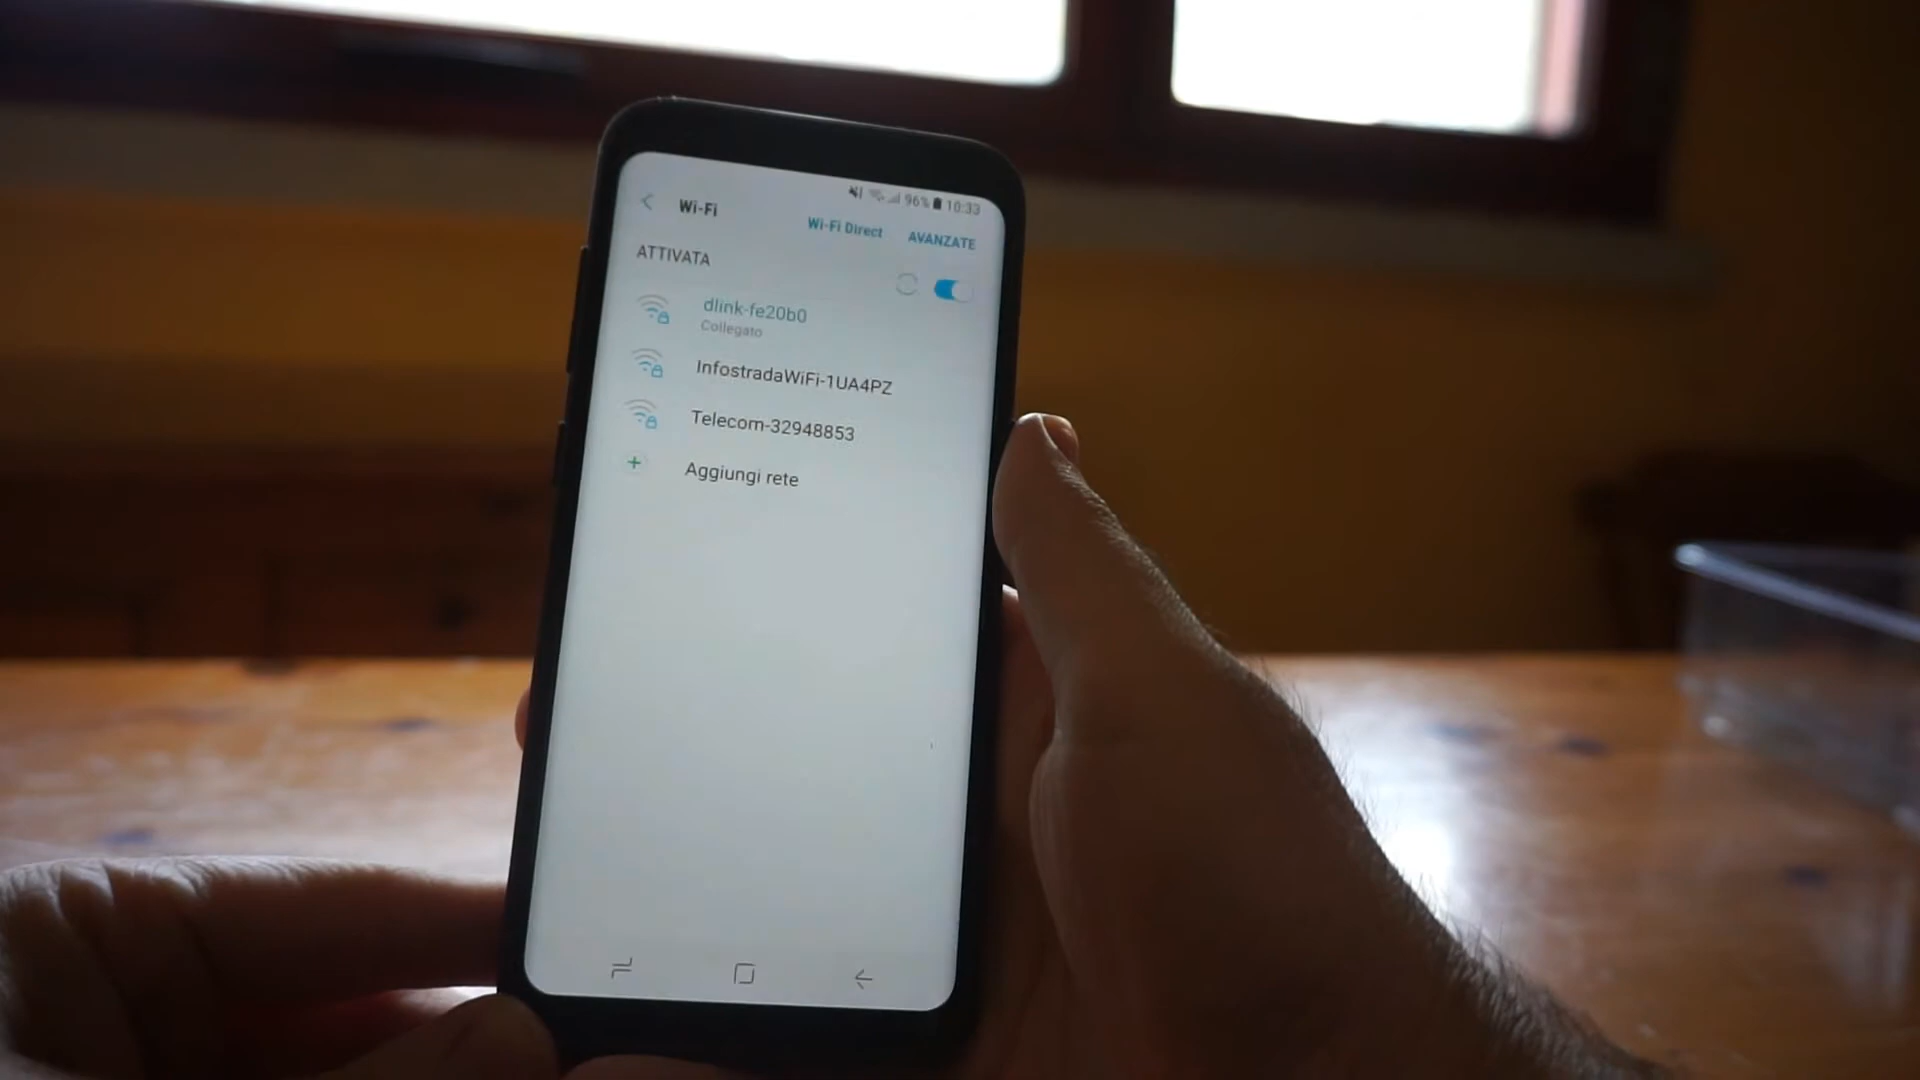 96% 10:33
Wi-Fi
Wi-Fi Direct AVANZATE
ATTIVATA
dlink-fe20b0
Collegato
InfostradaWiFi-1UA4PZ
Telecom-32948853
Aggiungi rete